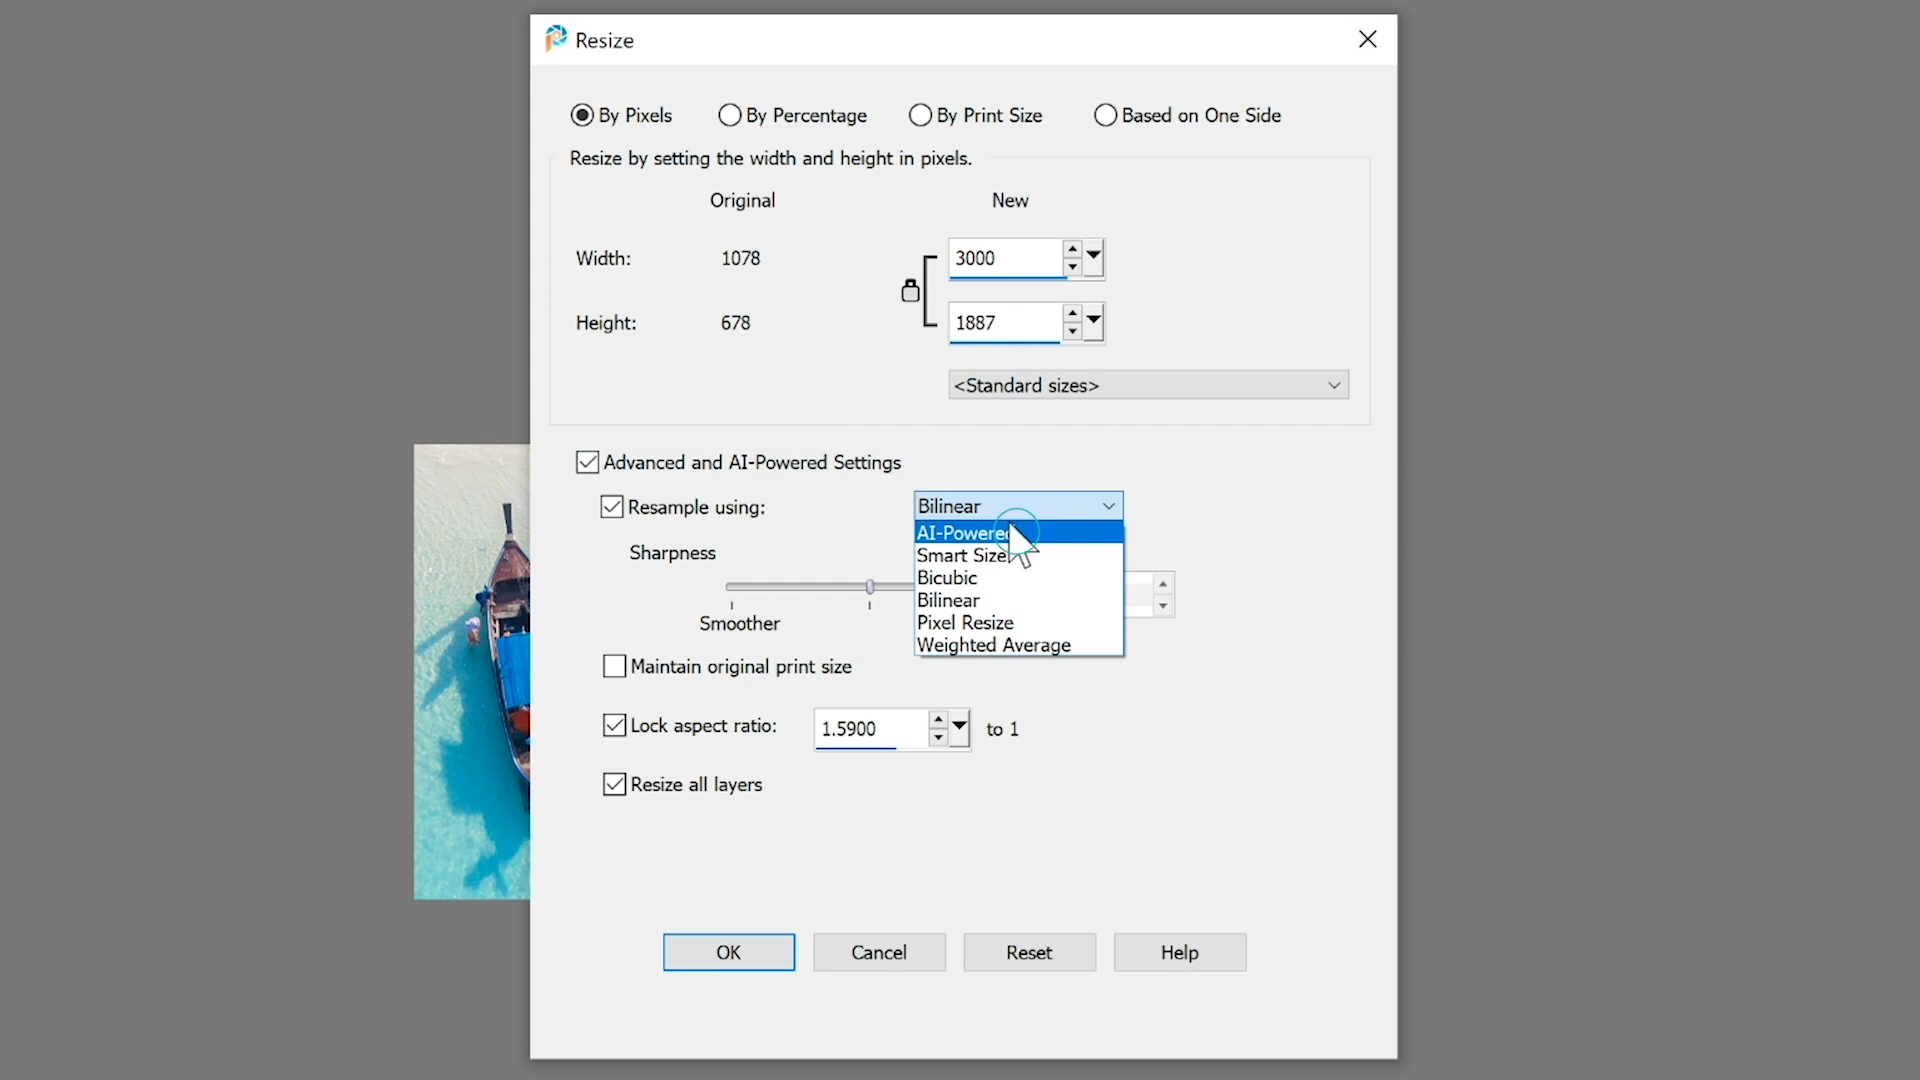 Resize
By Pixels By Percentage By Print Size Based on One Side
Resize by setting the width and height in pixels.
Original New
Width: 1078 3000
Height: 678 1887
<Standard sizes>
Advanced and AI-Powered Settings
Resample using: Bilinear
AI-Powered
Sharpness
Smart Size
Bicubic
Bilinear
Smoother
Pixel Resize
Weighted Average
Maintain original print size
Lock aspect ratio: 1.5900 to 1
Resize all layers
OK Cancel Reset Help